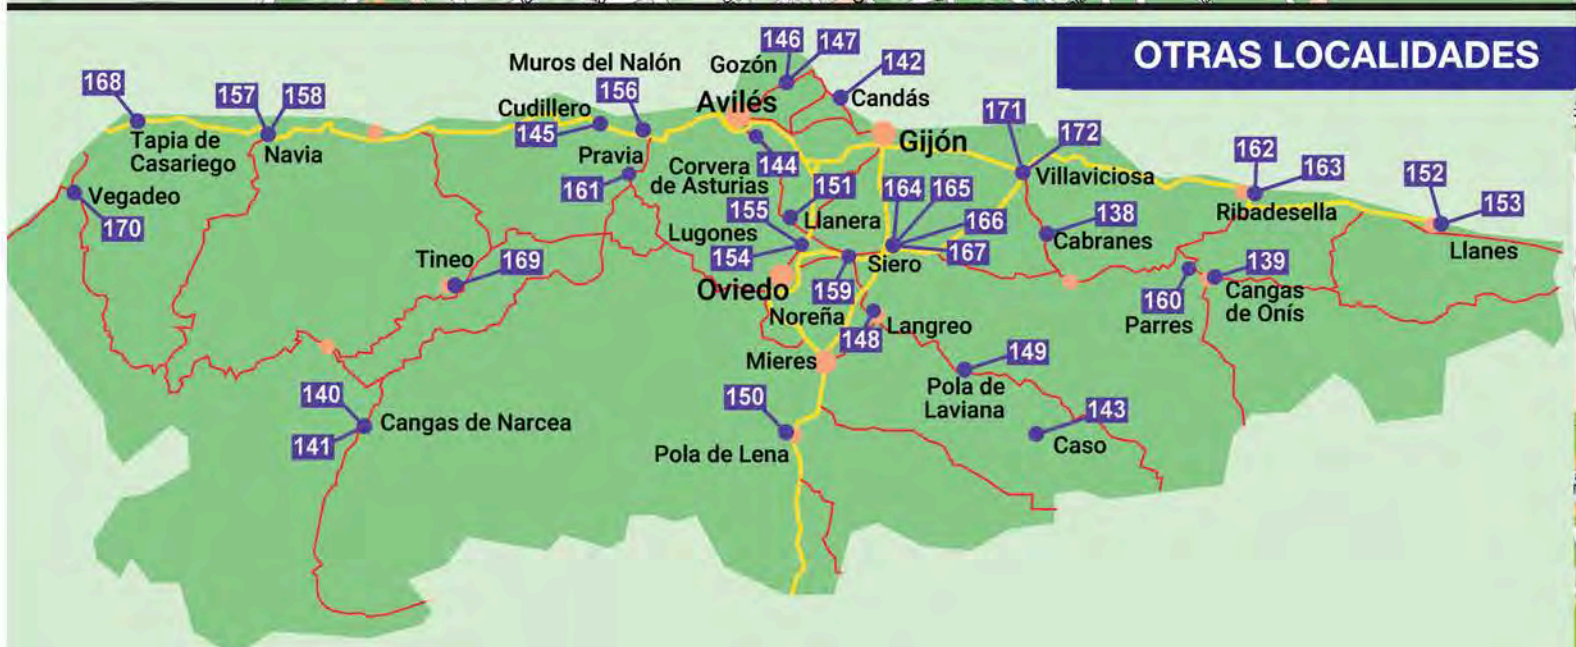 OTRAS LOCALIDADES
146
147
Muros del Nalón
Gozón
142
168
157
158
156
Cudillero
Avilés
Candás
171
145
Gijón
172
Tapia de
Casariego
Navia
Pravia
Corvera
de Asturias
144
162
163
161
151
164
165
Villaviciosa
152
Vegadeo
155
Llanera
166
138
Ribadesella
153
170
Lugones
Cabranes
154
Siero
167
Llanes
Tineo
169
139
Oviedo
159
160
Cangas
de Onís
Noreña
Langreo
Parres
148
Mieres
149
140
150
Pola de
Laviana
143
Cangas de Narcea
141
Caso
Pola de Lena